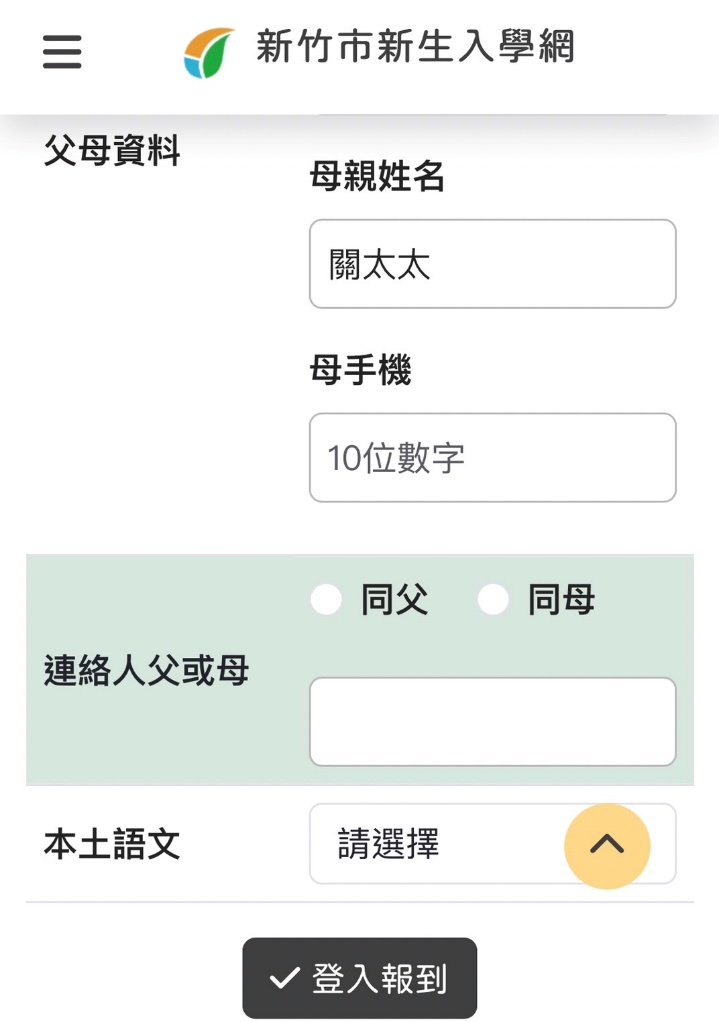 新竹市新生入學網
父母資料
母親姓名
關太太
母手機
10位數字
同父 同母
連絡人父或母
本土語文 請選擇
登入報到